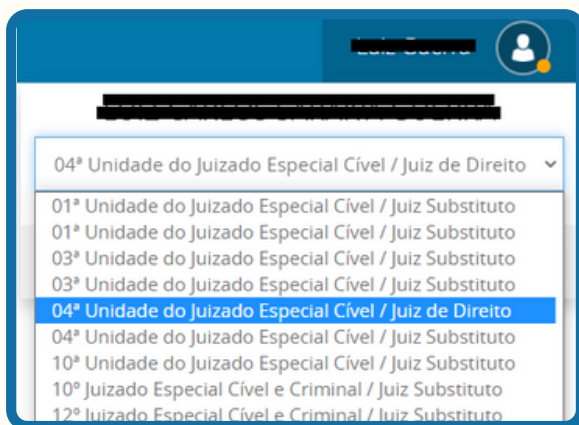 04ª Unidade do Juizado Especial Cível / Juiz de Direito
01ª Unidade do Juizado Especial Cível / Juiz Substituto
01ª Unidade do Juizado Especial Cível / Juiz Substituto
03ª Unidade do Juizado Especial Cível / Juiz Substituto
03ª Unidade do Juizado Especial Cível / Juiz Substituto
04ª Unidade do Juizado Especial Cível / Juiz de Direito
04ª Unidade do Juizado Especial Cível / Juiz Substituto
10ª Unidade do Juizado Especial Cível / Juiz Substituto
10º Juizado Especial Cível e Criminal / Juiz Substituto
12º Juizado Especial Cível e Criminal / Juiz Substituto